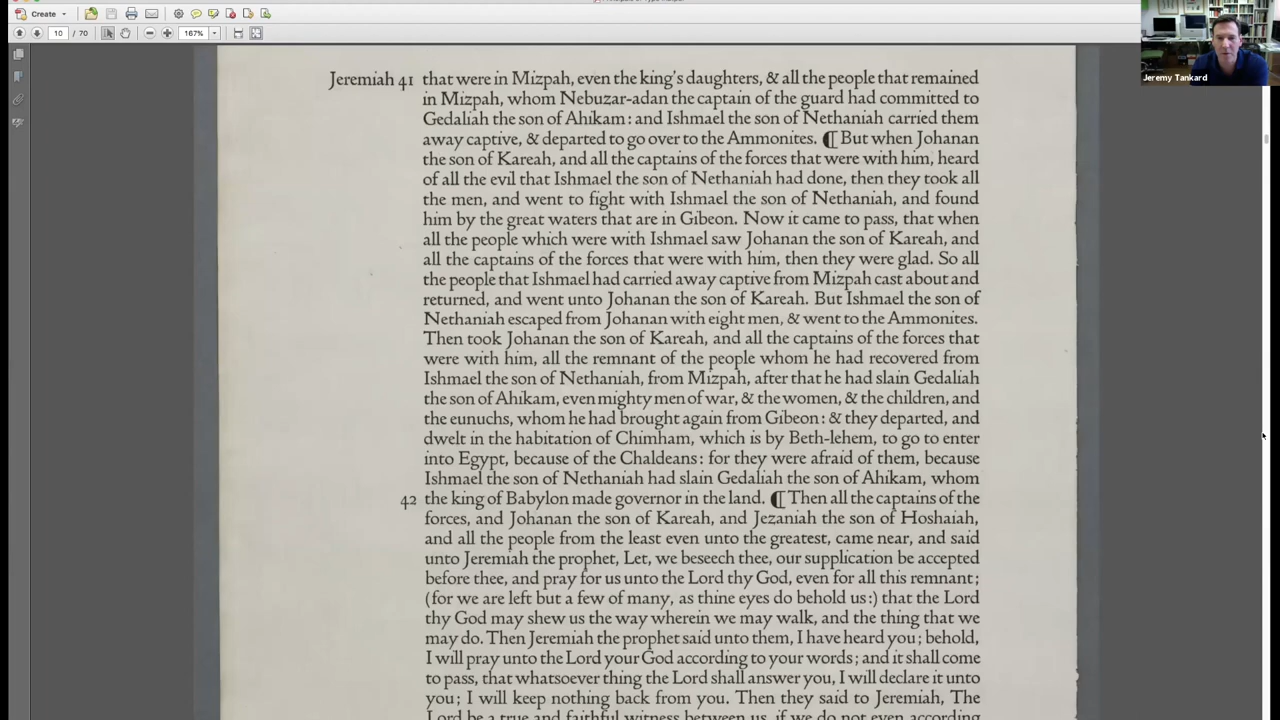 Create
10 / 70
167%
Jeremy Tankard
Jeremiah 41 that were in Mizpah, even the king's daughters, & all the people that remained
in Mizpah, whom Nebuzar-adan the captain of the guard had committed to
Gedaliah the son of Ahikam: and Ishmael the son of Nethaniah carried them
away captive, & departed to go over to the Ammonites. ¶ But when Johanan
the son of Kareah, and all the captains of the forces that were with him, heard
of all the evil that Ishmael the son of Nethaniah had done, then they took all
the men, and went to fight with Ishmael the son of Nethaniah, and found
him by the great waters that are in Gibeon. Now it came to pass, that when
all the people which were with Ishmael saw Johanan the son of Kareah, and
all the captains of the forces that were with him, then they were glad. So all
the people that Ishmael had carried away captive from Mizpah cast about and
returned, and went unto Johanan the son of Kareah. But Ishmael the son of
Nethaniah escaped from Johanan with eight men, & went to the Ammonites.
Then took Johanan the son of Kareah, and all the captains of the forces that
were with him, all the remnant of the people whom he had recovered from
Ishmael the son of Nethaniah, from Mizpah, after that he had slain Gedaliah
the son of Ahikam, even mighty men of war, & the women, & the children, and
the eunuchs, whom he had brought again from Gibeon: & they departed, and
dwelt in the habitation of Chimham, which is by Beth-lehem, to go to enter
into Egypt, because of the Chaldeans: for they were afraid of them, because
Ishmael the son of Nethaniah had slain Gedaliah the son of Ahikam, whom
42 the king of Babylon made governor in the land. ¶ Then all the captains of the
forces, and Johanan the son of Kareah, and Jezaniah the son of Hoshaiah,
and all the people from the least even unto the greatest, came near, and said
unto Jeremiah the prophet, Let, we beseech thee, our supplication be accepted
before thee, and pray for us unto the Lord thy God, even for all this remnant;
(for we are left but a few of many, as thine eyes do behold us:) that the Lord
thy God may shew us the way wherein we may walk, and the thing that we
may do. Then Jeremiah the prophet said unto them, I have heard you; behold,
I will pray unto the Lord your God according to your words; and it shall come
to pass, that whatsoever thing the Lord shall answer you, I will declare it unto
you; I will keep nothing back from you. Then they said to Jeremiah, The
Lord be a true and faithful witness between us, if we do not even according